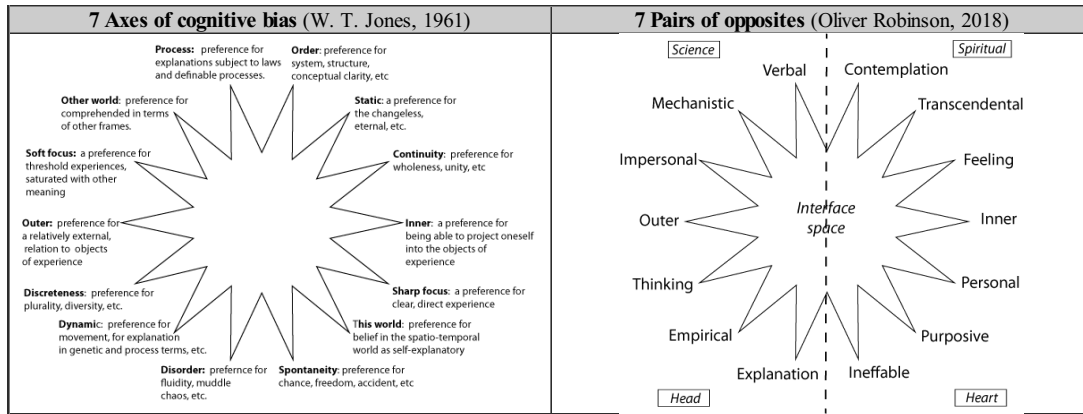 7 Axes of cognitive bias (W. T. Jones, 1961)
Process: preference for
explanations subject to laws
and definable processes.
Order: preference for
system, structure,
conceptual clarity, etc
Other world: preference for
comprehended in terms
of other frames.
Static: a preference for
the changeless,
eternal, etc.
Soft focus: a preference for
threshold experiences,
saturated with other
meaning
Continuity: preference for
wholeness, unity, etc
Outer: preference for
a relatively external,
relation to objects
of experience
Inner: a preference for
being able to project oneself
into the objects of
experience
Discreteness: preference for
plurality, diversity, etc.
Sharp focus: a preference for
clear, direct experience
Dynamic: preference for
movement, for explanation
in genetic and process terms, etc.
This world: preference for
belief in the spatio-temporal
world as self-explanatory
Disorder: prefernce for
fluidity, muddle
chaos, etc.
Spontaneity: preference for
chance, freedom, accident, etc
7 Pairs of opposites (Oliver Robinson, 2018)
Science
Spiritual
Verbal
Contemplation
Mechanistic
Transcendental
Impersonal
Feeling
Outer
Interface
space
Inner
Thinking
Personal
Empirical
Purposive
Explanation
Ineffable
Head
Heart